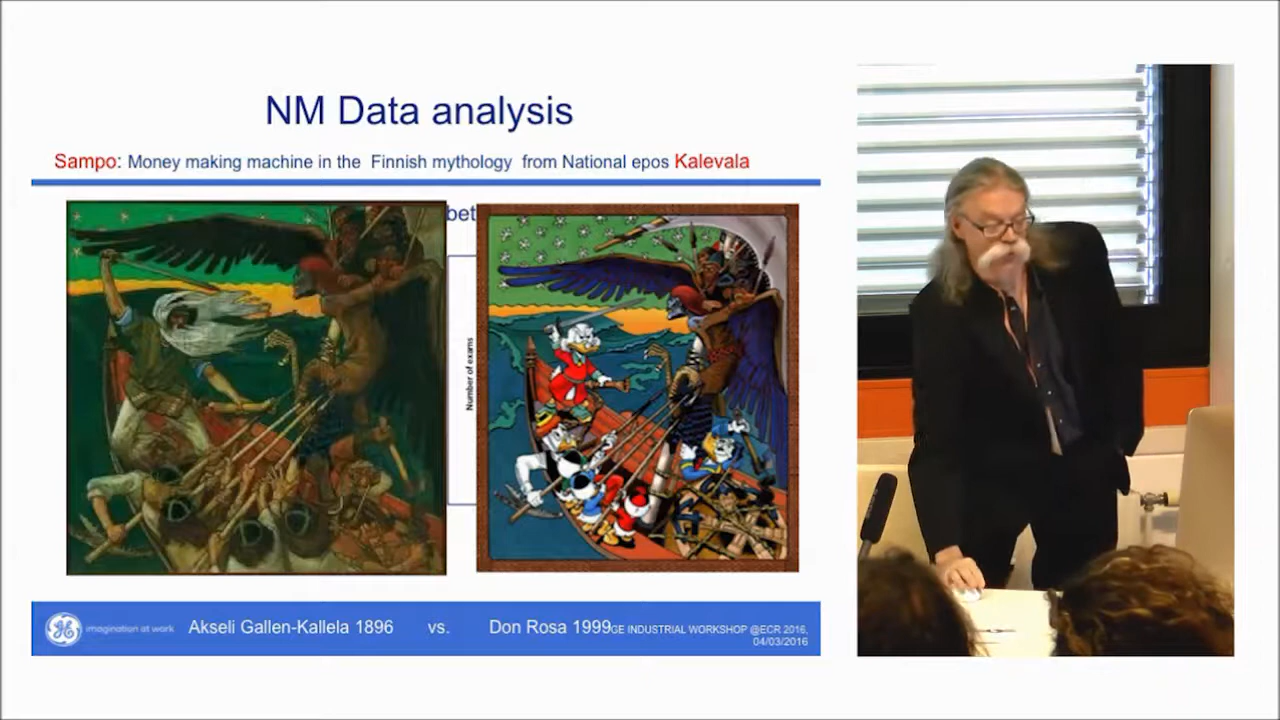 NM Data analysis
Sampo: Money making machine in the Finnish mythology from National epos Kalevala
bet
Number of exams
imagination at work
Akseli Gallen-Kallela 1896 vs. Don Rosa 1999
GE INDUSTRIAL WORKSHOP @ECR 2016,
04/03/2016